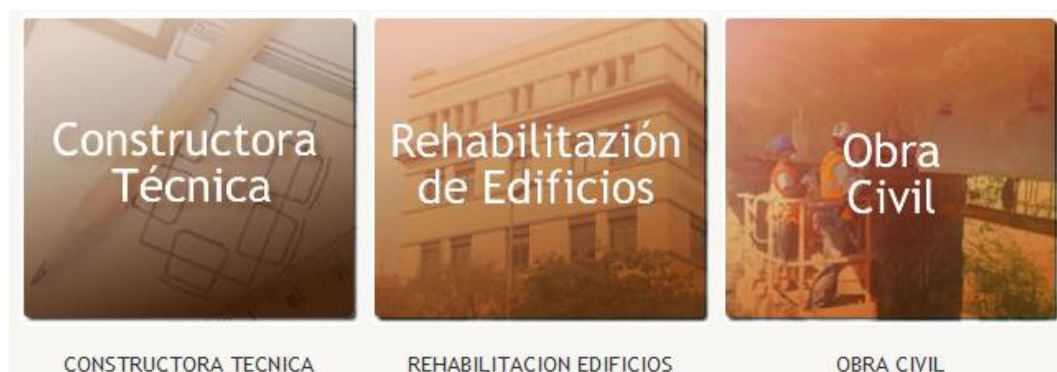 Constructora
Técnica
Rehabilitazión
de Edificios
Obra
Civil
CONSTRUCTORA TECNICA
REHABILITACION EDIFICIOS
OBRA CIVIL